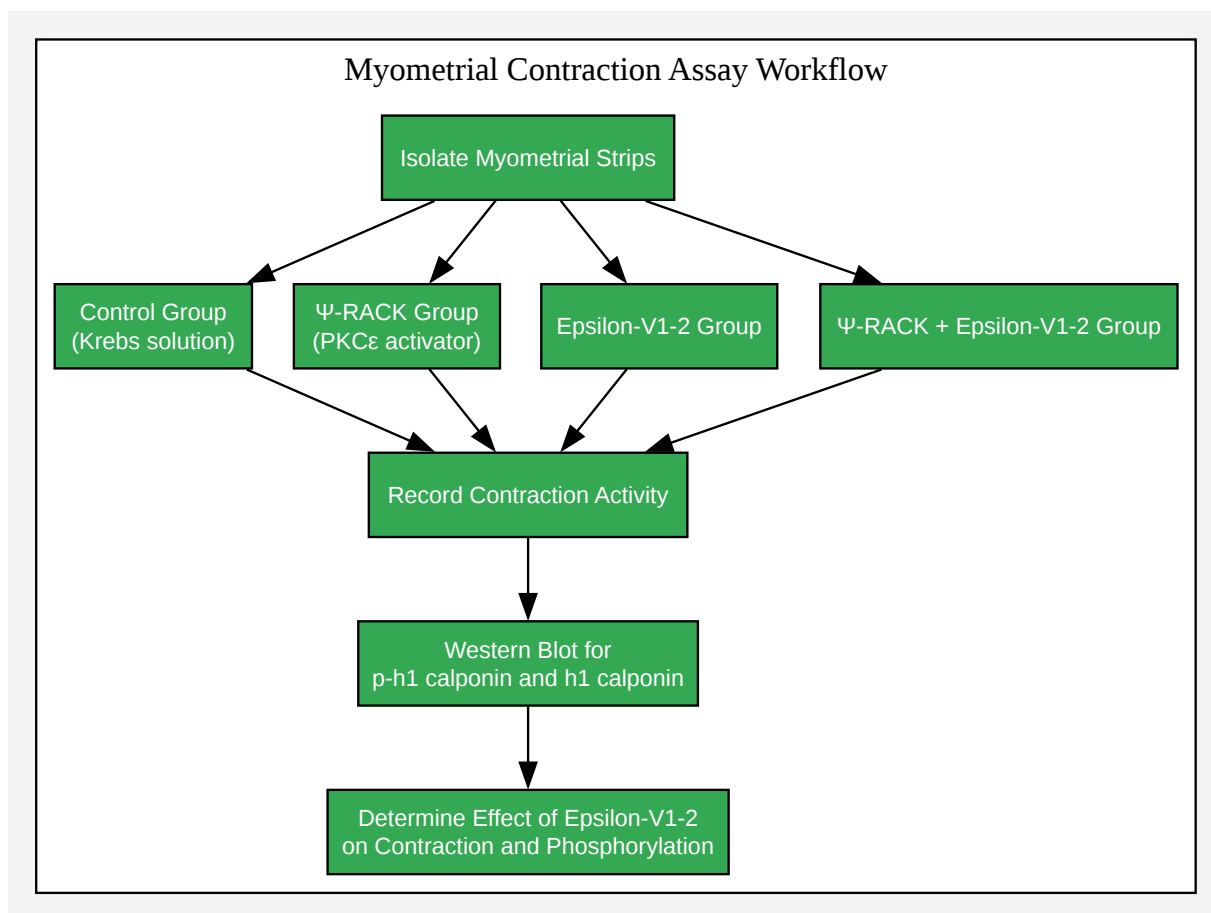 Myometrial Contraction Assay Workflow
Isolate Myometrial Strips
Control Group
(Krebs solution)
Ψ-RACK Group
(PKCε activator)
Epsilon-V1-2 Group
Ψ-RACK + Epsilon-V1-2 Group
Record Contraction Activity
Western Blot for
p-h1 calponin and h1 calponin
Determine Effect of Epsilon-V1-2
on Contraction and Phosphorylation